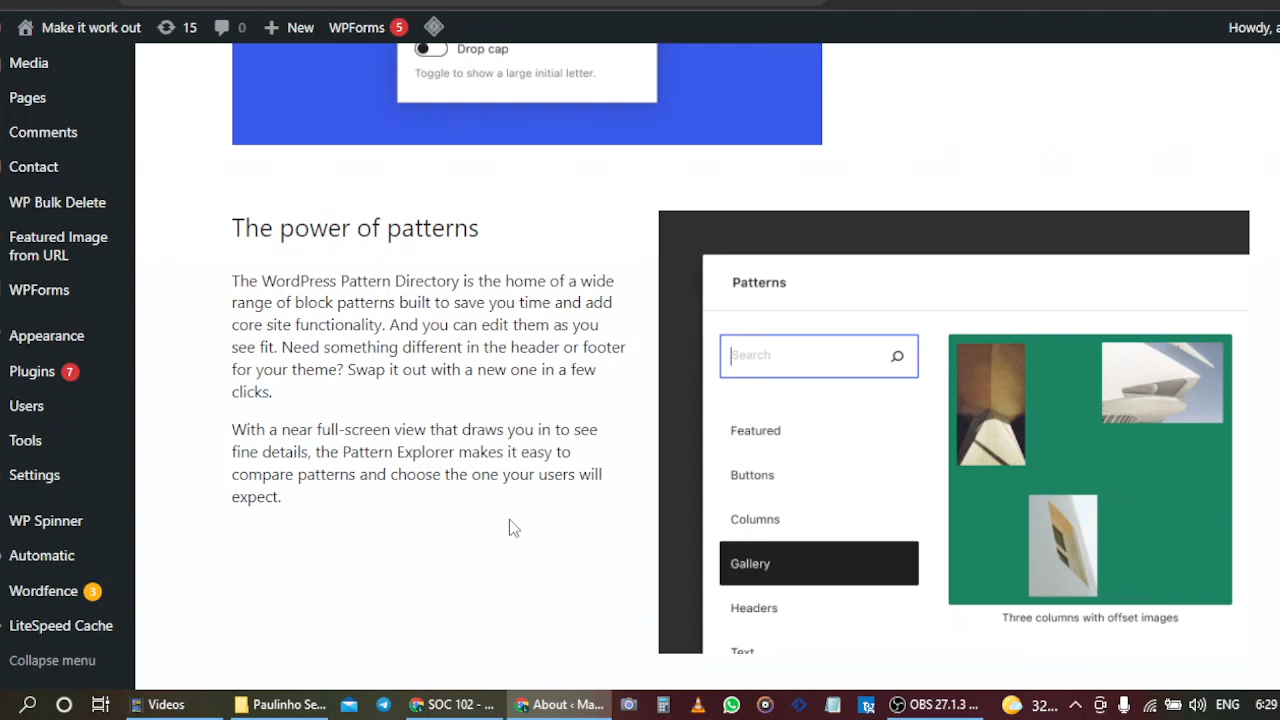 Make it work out 15 0 New WPForms 5 Howdy, a
Media
Pages
Comments
Contact
WP Bulk Delete
Featured Image
from URL
WPForms
Appearance
Plugins 7
Users
Tools
Settings
WP Spinner
Automatic
Wordfence 3
LiteSpeed Cache
Collapse menu
Drop cap
Toggle to show a large initial letter.
The power of patterns
The WordPress Pattern Directory is the home of a wide
range of block patterns built to save you time and add
core site functionality. And you can edit them as you
see fit. Need something different in the header or footer
for your theme? Swap it out with a new one in a few
clicks.
With a near full-screen view that draws you in to see
fine details, the Pattern Explorer makes it easy to
compare patterns and choose the one your users will
expect.
Patterns
Search
Featured
Buttons
Columns
Gallery
Headers
Text
Three columns with offset images
Videos Paulinho Se... SOC 102 - ... About ‹ Ma... OBS 27.1.3 ... 32... ENG 6:29